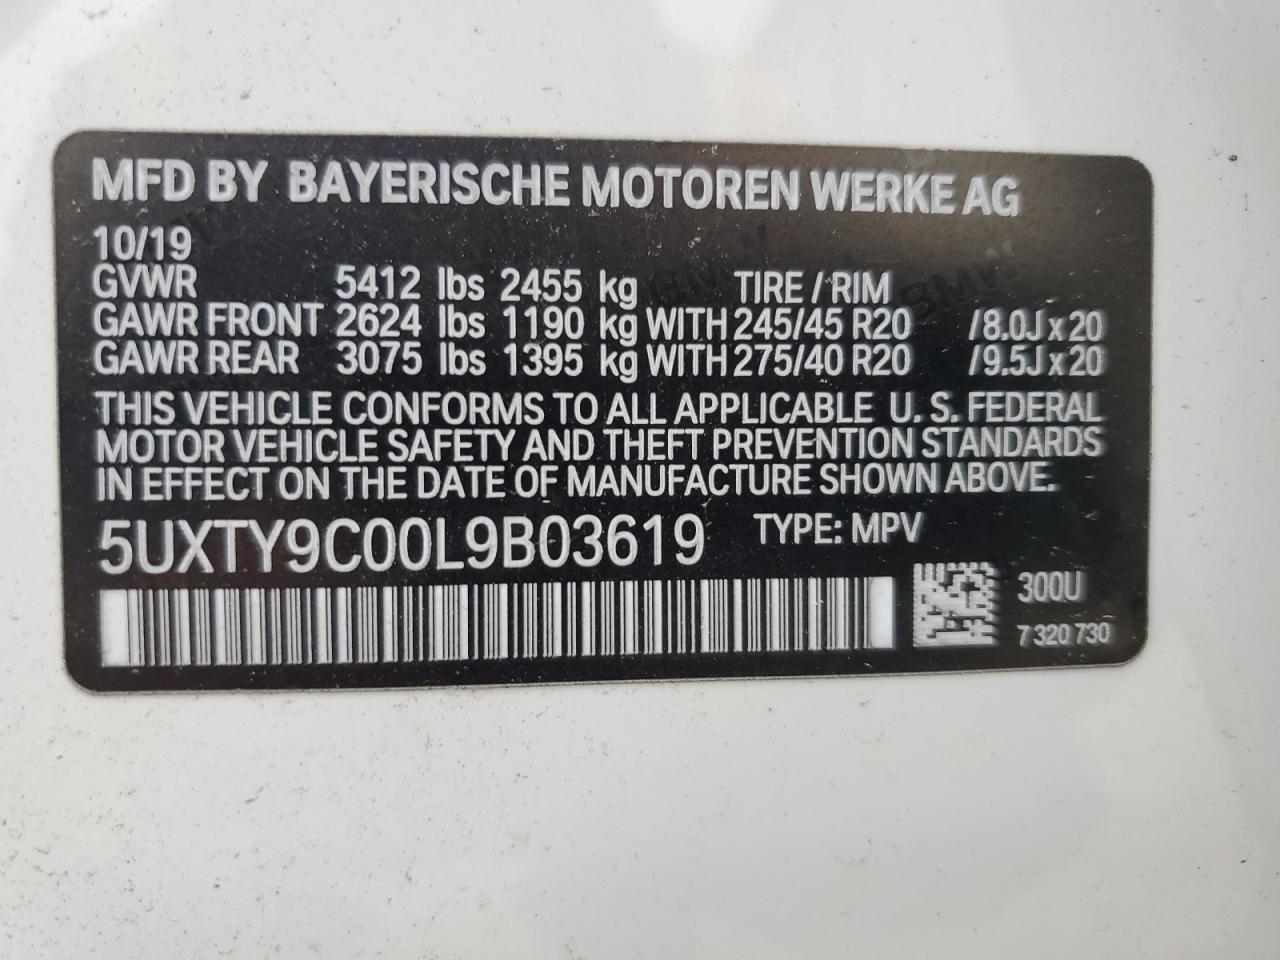 MFD BY BAYERISCHE MOTOREN WERKE AG
10/19
GVWR 5412 lbs 2455 kg TIRE / RIM
GAWR FRONT 2624 lbs 1190 kg WITH 245/45 R20 /8.0J x 20
GAWR REAR 3075 lbs 1395 kg WITH 275/40 R20 /9.5J x 20
THIS VEHICLE CONFORMS TO ALL APPLICABLE U. S. FEDERAL
MOTOR VEHICLE SAFETY AND THEFT PREVENTION STANDARDS
IN EFFECT ON THE DATE OF MANUFACTURE SHOWN ABOVE.
5UXTY9C00L9B03619 TYPE: MPV
300U
7 320 730